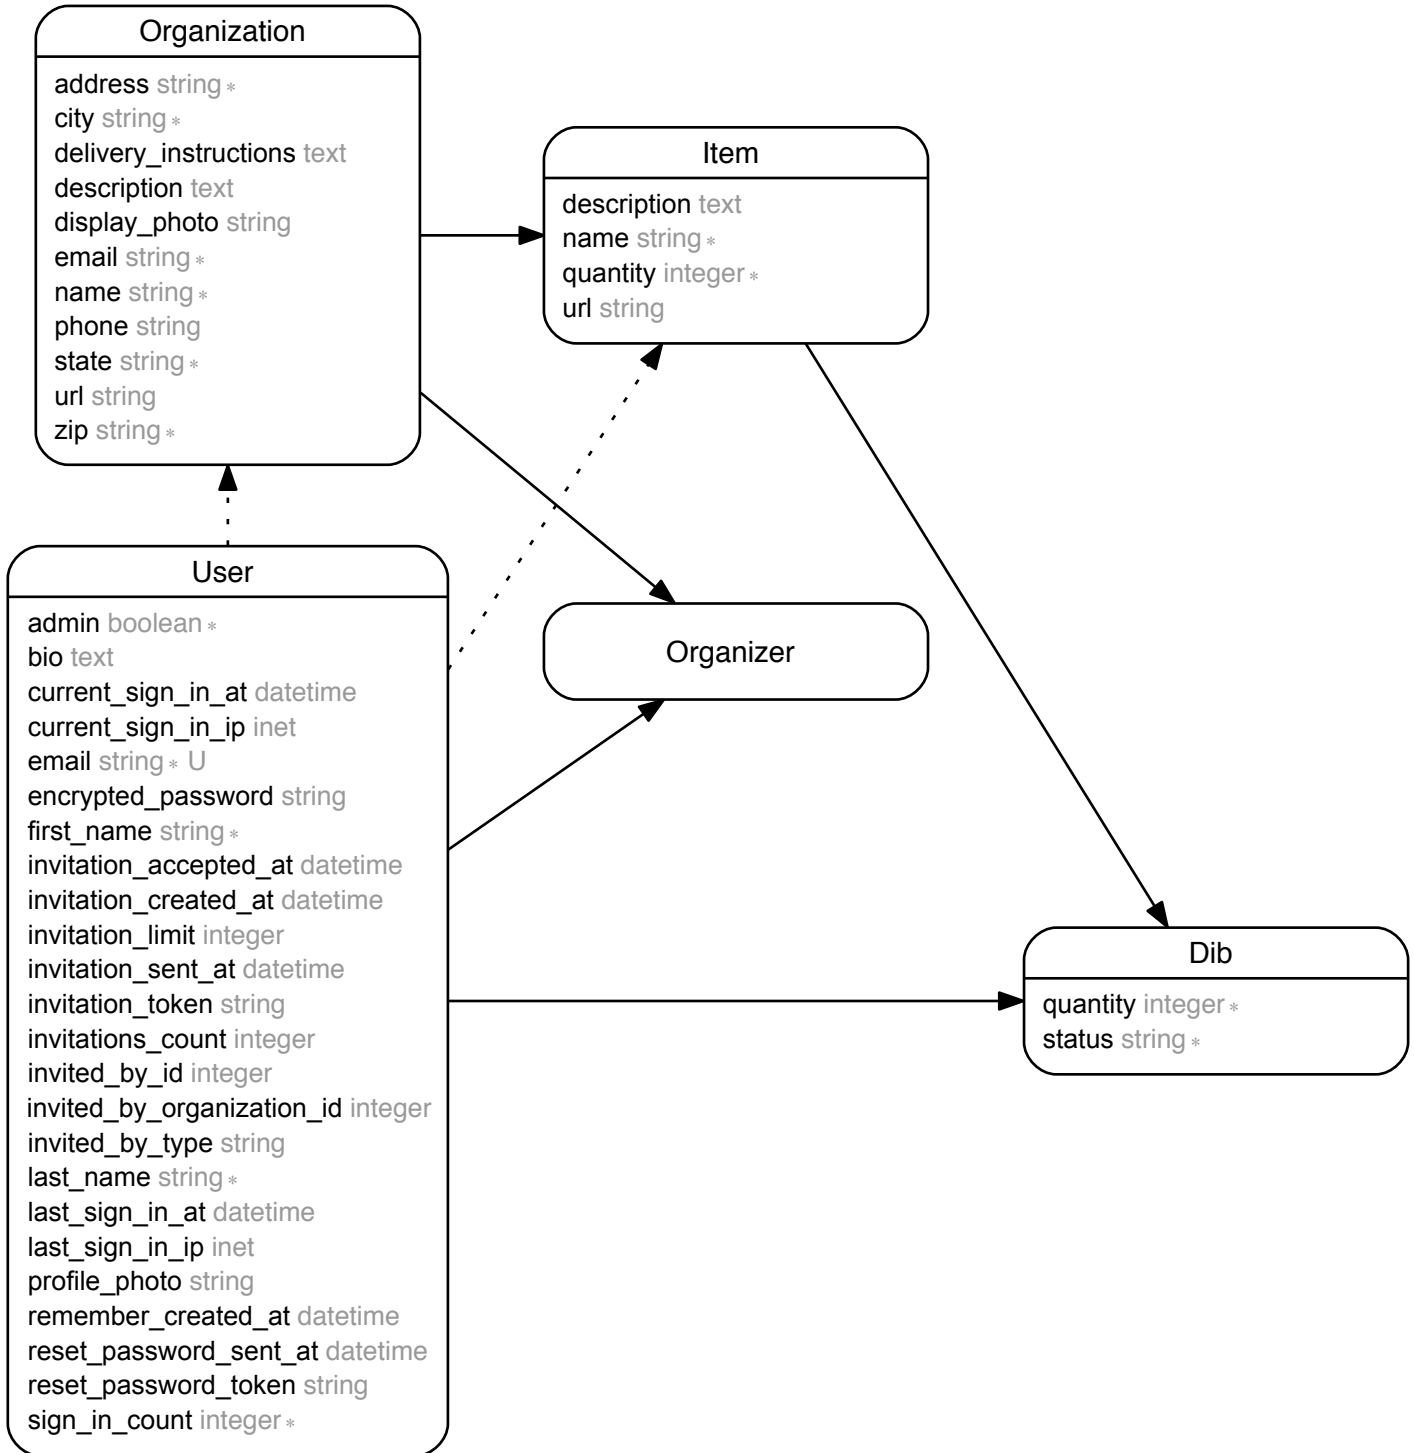 Organization
address string *
city string *
delivery_instructions text
description text
display_photo string
email string *
name string *
phone string
state string *
url string
zip string *
Item
description text
name string *
quantity integer *
url string
User
admin boolean *
bio text
current_sign_in_at datetime
current_sign_in_ip inet
email string * U
encrypted_password string
first_name string *
invitation_accepted_at datetime
invitation_created_at datetime
invitation_limit integer
invitation_sent_at datetime
invitation_token string
invitations_count integer
invited_by_id integer
invited_by_organization_id integer
invited_by_type string
last_name string *
last_sign_in_at datetime
last_sign_in_ip inet
profile_photo string
remember_created_at datetime
reset_password_sent_at datetime
reset_password_token string
sign_in_count integer *
Organizer
Dib
quantity integer *
status string *